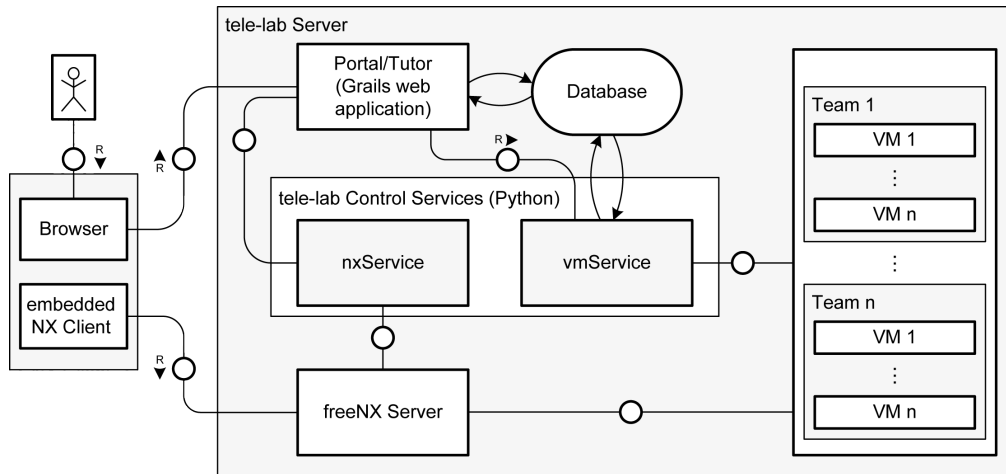 tele-lab Server
Portal/Tutor
(Grails web
application)
Database
R
R
R
tele-lab Control Services (Python)
Browser
nxService
vmService
embedded
NX Client
R
freeNX Server
Team 1
VM 1
⋮
VM n
⋮
Team n
VM 1
⋮
VM n